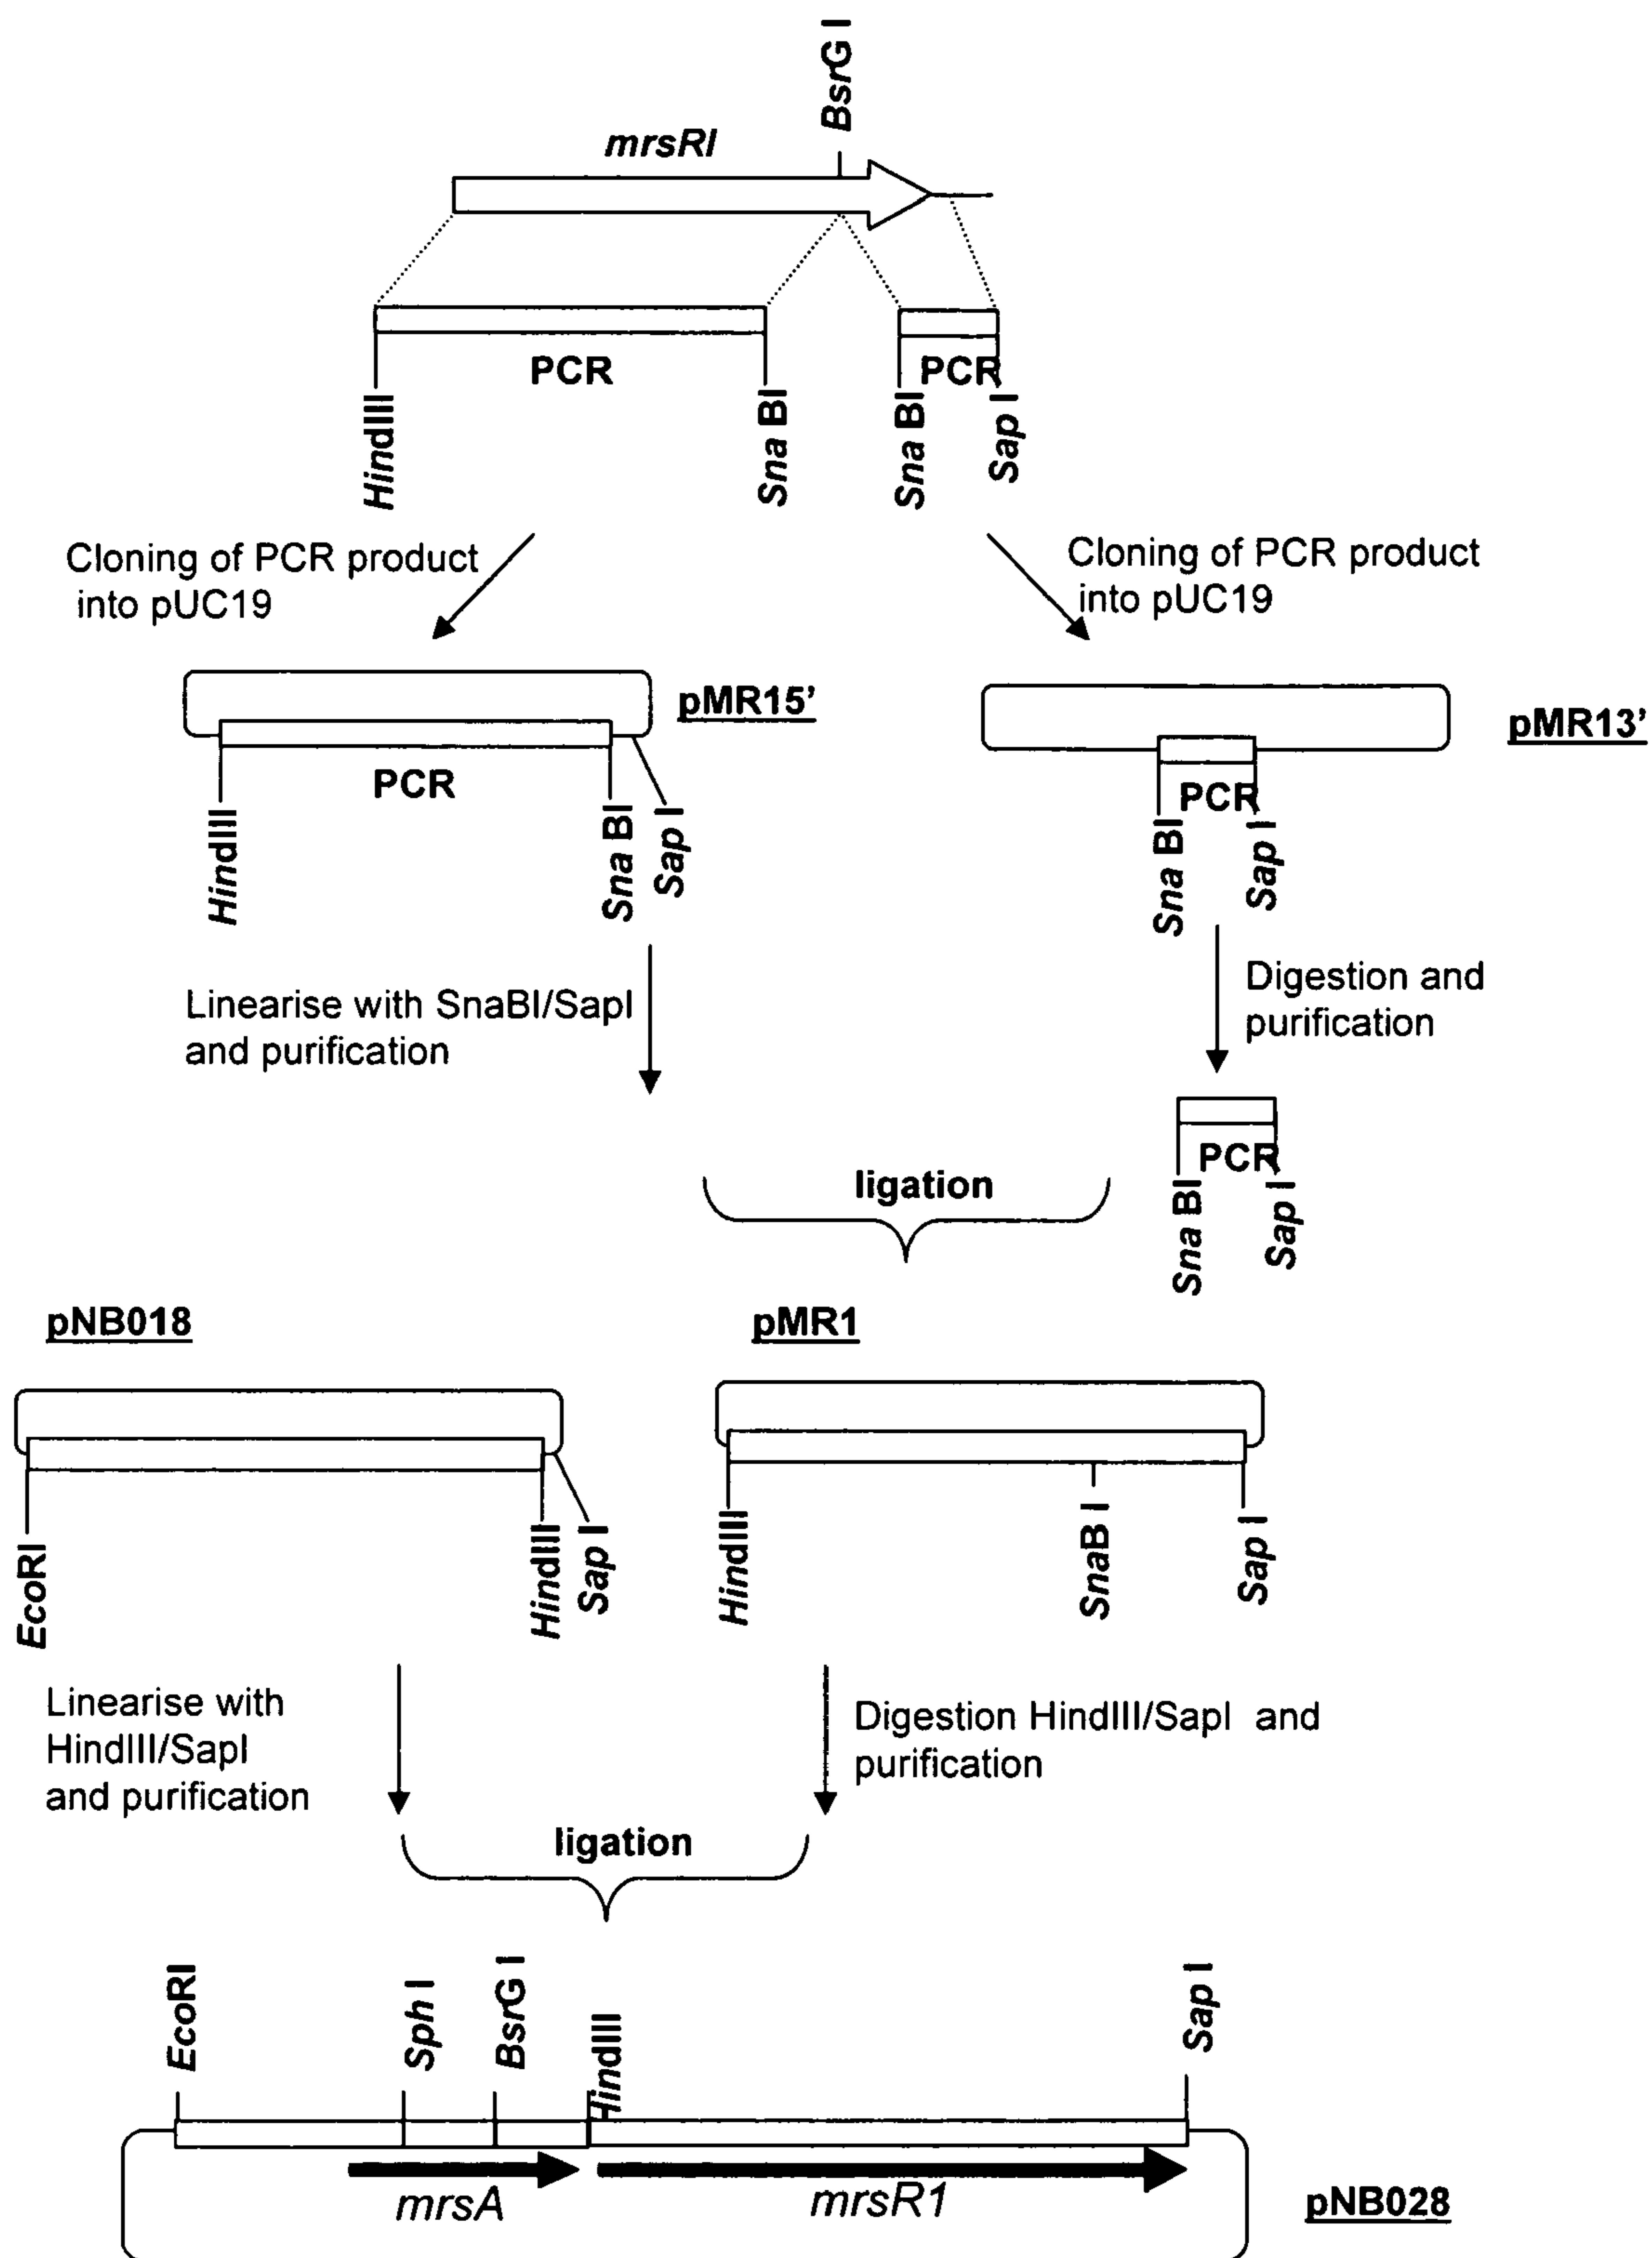 BsrG I
mrsRI
PCR
PCR
HindIII
Sna BI
Sna BI
Sap I
Cloning of PCR product
into pUC19
Cloning of PCR product
into pUC19
pMR15’
pMR13’
PCR
PCR
HindIII
Sna BI
Sap I
Sna BI
Sap I
Linearise with SnaBI/SapI
and purification
Digestion and
purification
PCR
ligation
Sna BI
Sap I
pNB018
pMR1
EcoRI
HindIII
Sap I
HindIII
SnaB I
Sap I
Linearise with
HindIII/SapI
and purification
Digestion HindIII/SapI and
purification
ligation
EcoRI
Sph I
BsrG I
HindIII
Sap I
mrsA
mrsR1
pNB028